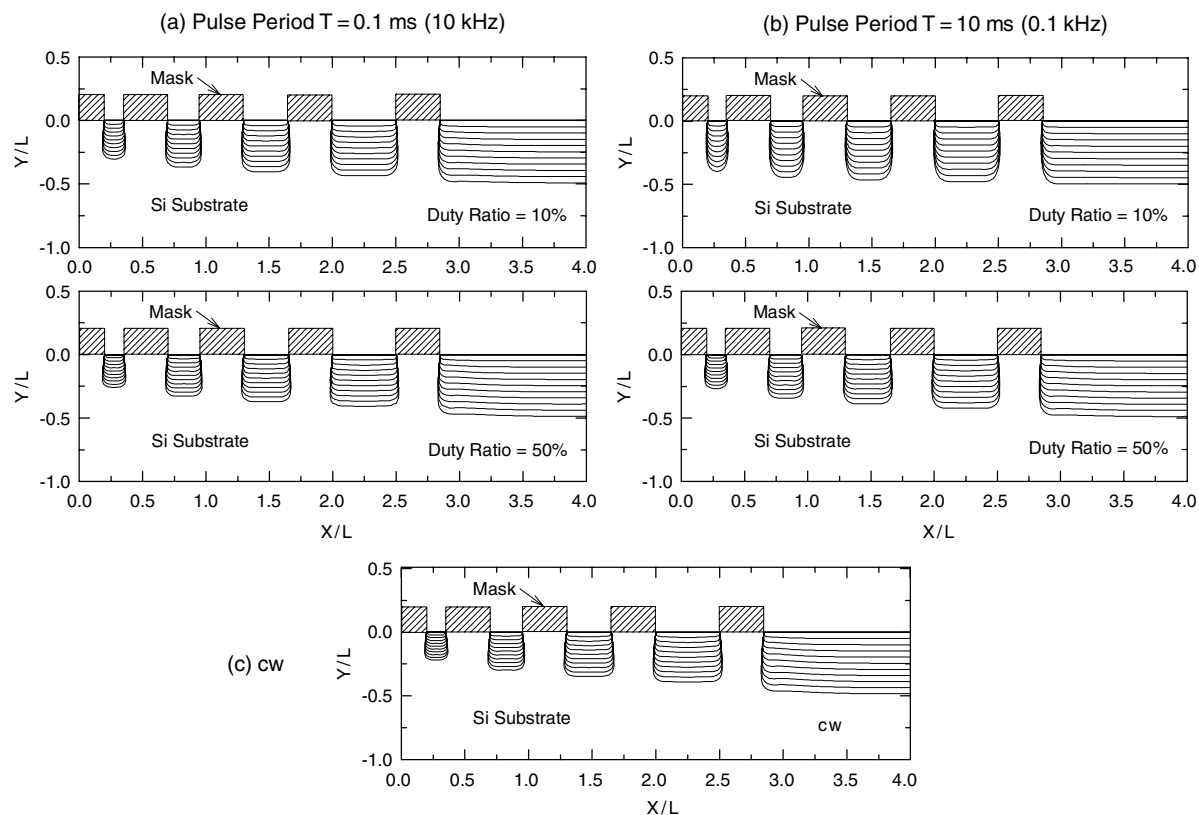 (a) Pulse Period T = 0.1 ms (10 kHz)
(b) Pulse Period T = 10 ms (0.1 kHz)
0.5
0.0
-0.5
-1.0
Y/L
Mask
Si Substrate
Duty Ratio = 10%
0.0 0.5 1.0 1.5 2.0 2.5 3.0 3.5 4.0
0.5
0.0
-0.5
-1.0
Y/L
Mask
Si Substrate
Duty Ratio = 10%
0.0 0.5 1.0 1.5 2.0 2.5 3.0 3.5 4.0
0.5
0.0
-0.5
-1.0
Y/L
Mask
Si Substrate
Duty Ratio = 50%
0.0 0.5 1.0 1.5 2.0 2.5 3.0 3.5 4.0
X/L
0.5
0.0
-0.5
-1.0
Y/L
Mask
Si Substrate
Duty Ratio = 50%
0.0 0.5 1.0 1.5 2.0 2.5 3.0 3.5 4.0
X/L
(c) cw
0.5
0.0
-0.5
-1.0
Y/L
Mask
Si Substrate
cw
0.0 0.5 1.0 1.5 2.0 2.5 3.0 3.5 4.0
X/L